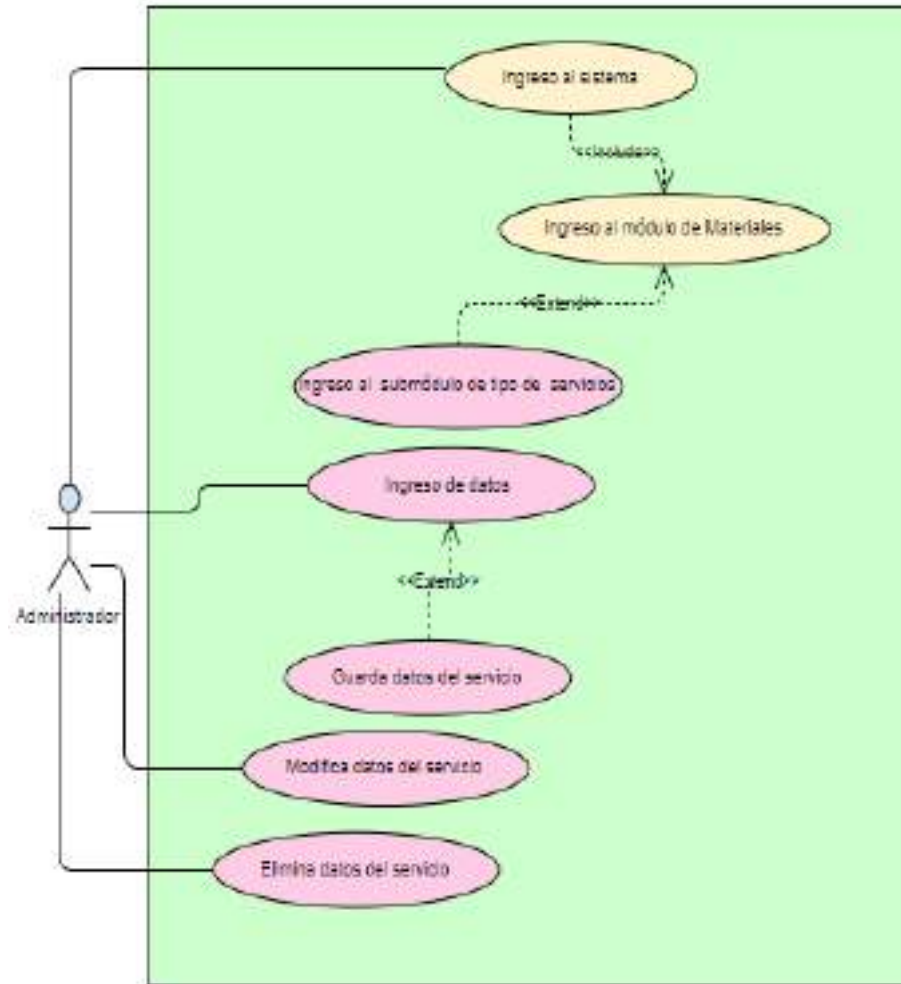 Ingreso al sistema
<<Include>>
Ingreso al módulo de Materiales
<<Extend>>
Ingreso al submódulo de tipo de servicios
Ingreso de datos
<<Extend>>
Administrador
Guarda datos del servicio
Modifica datos del servicio
Elimina datos del servicio